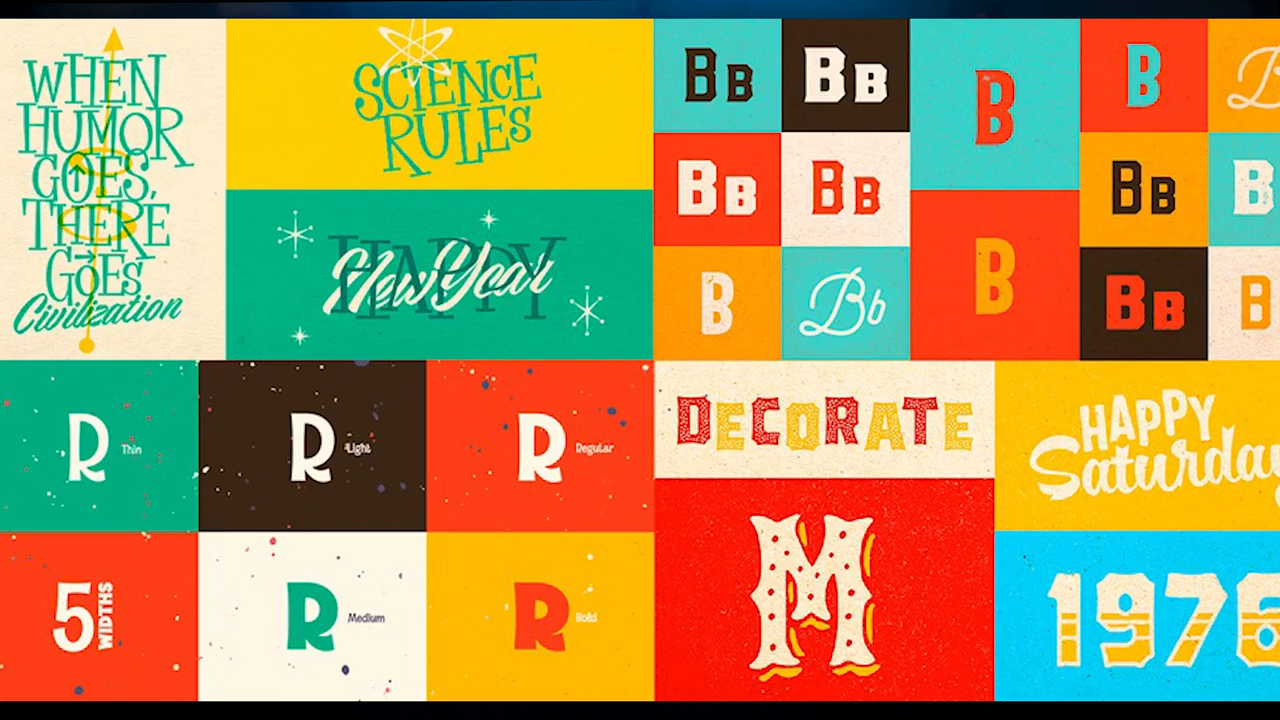 WHEN
HUMOR
GOES,
THERE
GOES
Civilization
SCIENCE
RULES
HAPPY
New Year
Bb
Bb
B
B
B
Bb
Bb
Bb
B
B
Bb
B
Bb
B
R Thin
R Light
R Regular
5 WIDTHS
R Medium
R Bold
DECORATE
M
HAPPY
Saturday
1976